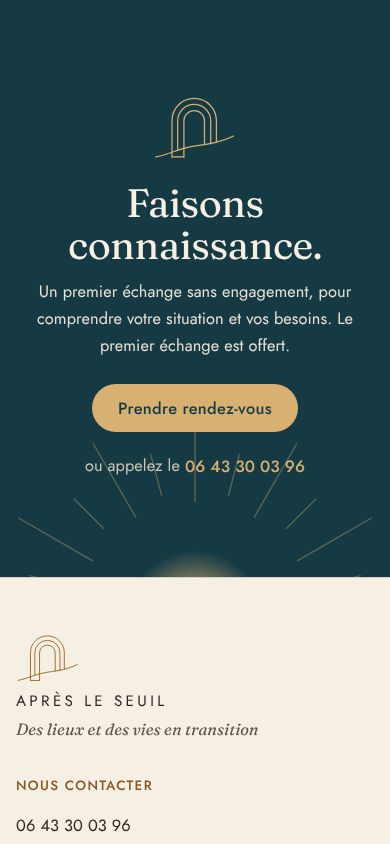 Faisons
connaissance.
Un premier échange sans engagement, pour
comprendre votre situation et vos besoins. Le
premier échange est offert.
Prendre rendez-vous
ou appelez le 06 43 30 03 96
APRÈS LE SEUIL
Des lieux et des vies en transition
NOUS CONTACTER
06 43 30 03 96